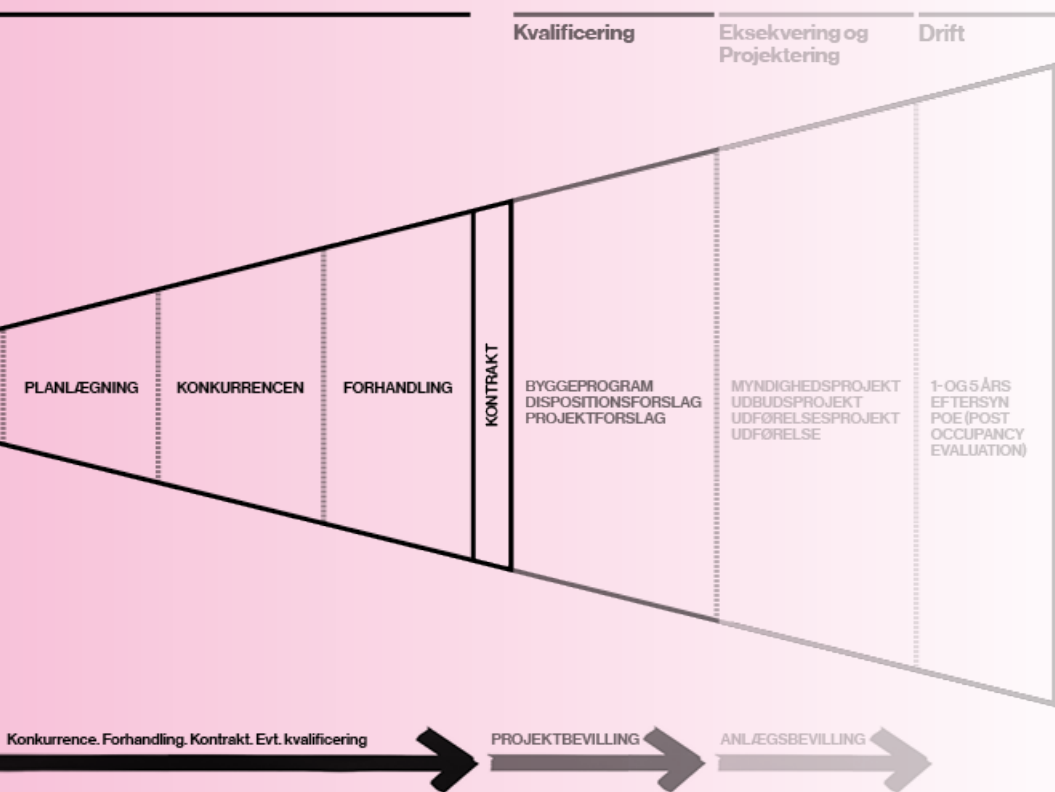 Kvalificering
Eksekvering og
Projektering
Drift
PLANLÆGNING
KONKURRENCEN
FORHANDLING
KONTRAKT
BYGGEPROGRAM
DISPOSITIONSFORSLAG
PROJEKTFORSLAG
MYNDIGHEDSPROJEKT
UDBUDSPROJEKT
UDFØRELSESPROJEKT
UDFØRELSE
1- OG 5 ÅRS
EFTERSYN
POE (POST
OCCUPANCY
EVALUATION)
Konkurrence. Forhandling. Kontrakt. Evt. kvalificering
PROJEKTBEVILLING
ANLÆGSBEVILLING